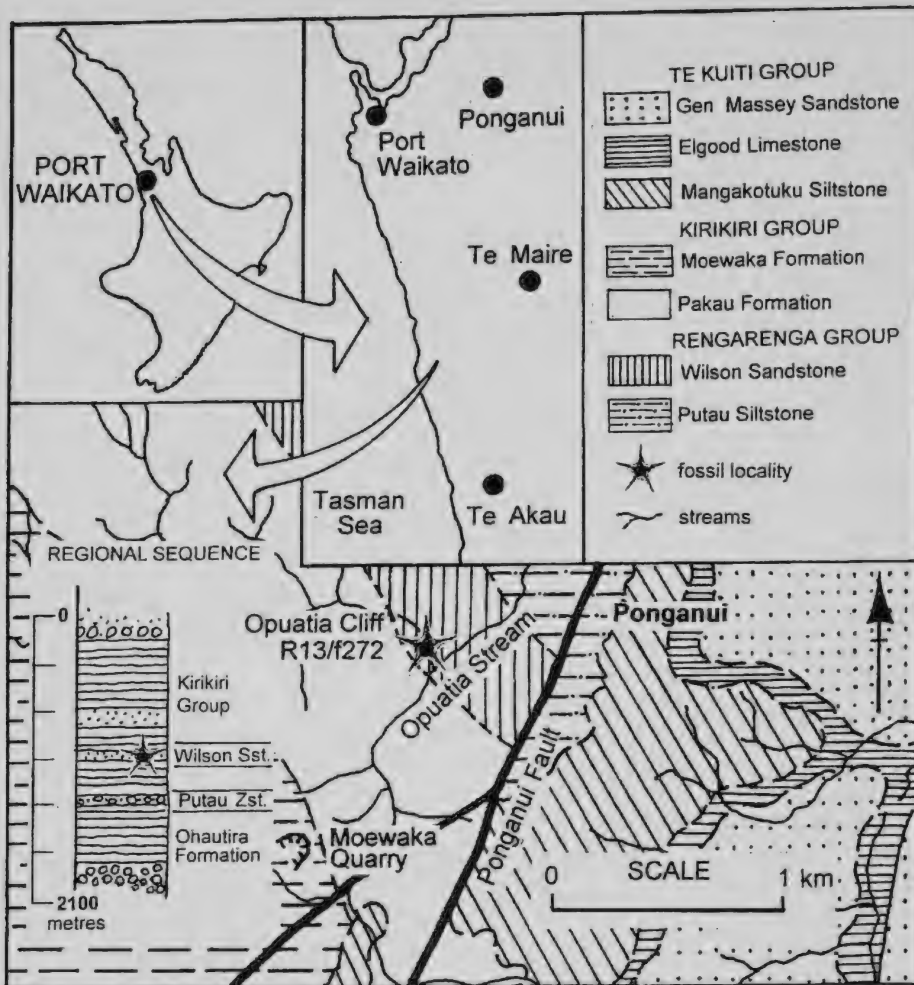 PORT
WAIKATO
Port
Waikato
Ponganui
Te Maire
Tasman
Sea
Te Akau
TE KUITI GROUP
Gen Massey Sandstone
Elgood Limestone
Mangakotuku Siltstone
KIRIKIRI GROUP
Moewaka Formation
Pakau Formation
RENGARENGA GROUP
Wilson Sandstone
Putau Siltstone
fossil locality
streams
REGIONAL SEQUENCE
0
Kirikiri
Group
Wilson Sst.
Putau Zst.
Ohautira
Formation
2100
metres
Opuatia Cliff
R13/f272
Opuatia Stream
Ponganui
Ponganui Fault
Moewaka
Quarry
SCALE
0 1 km